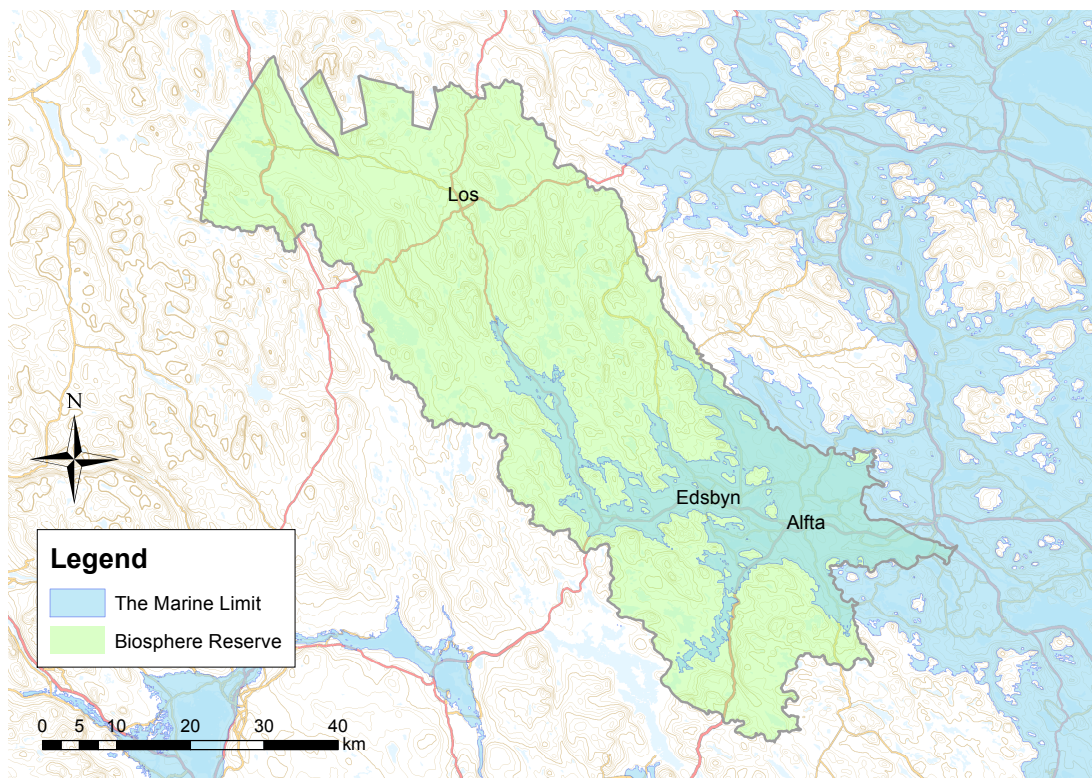 Los
N
Edsbyn
Alfta
Legend
The Marine Limit
Biosphere Reserve
0 5 10 20 30 40
km